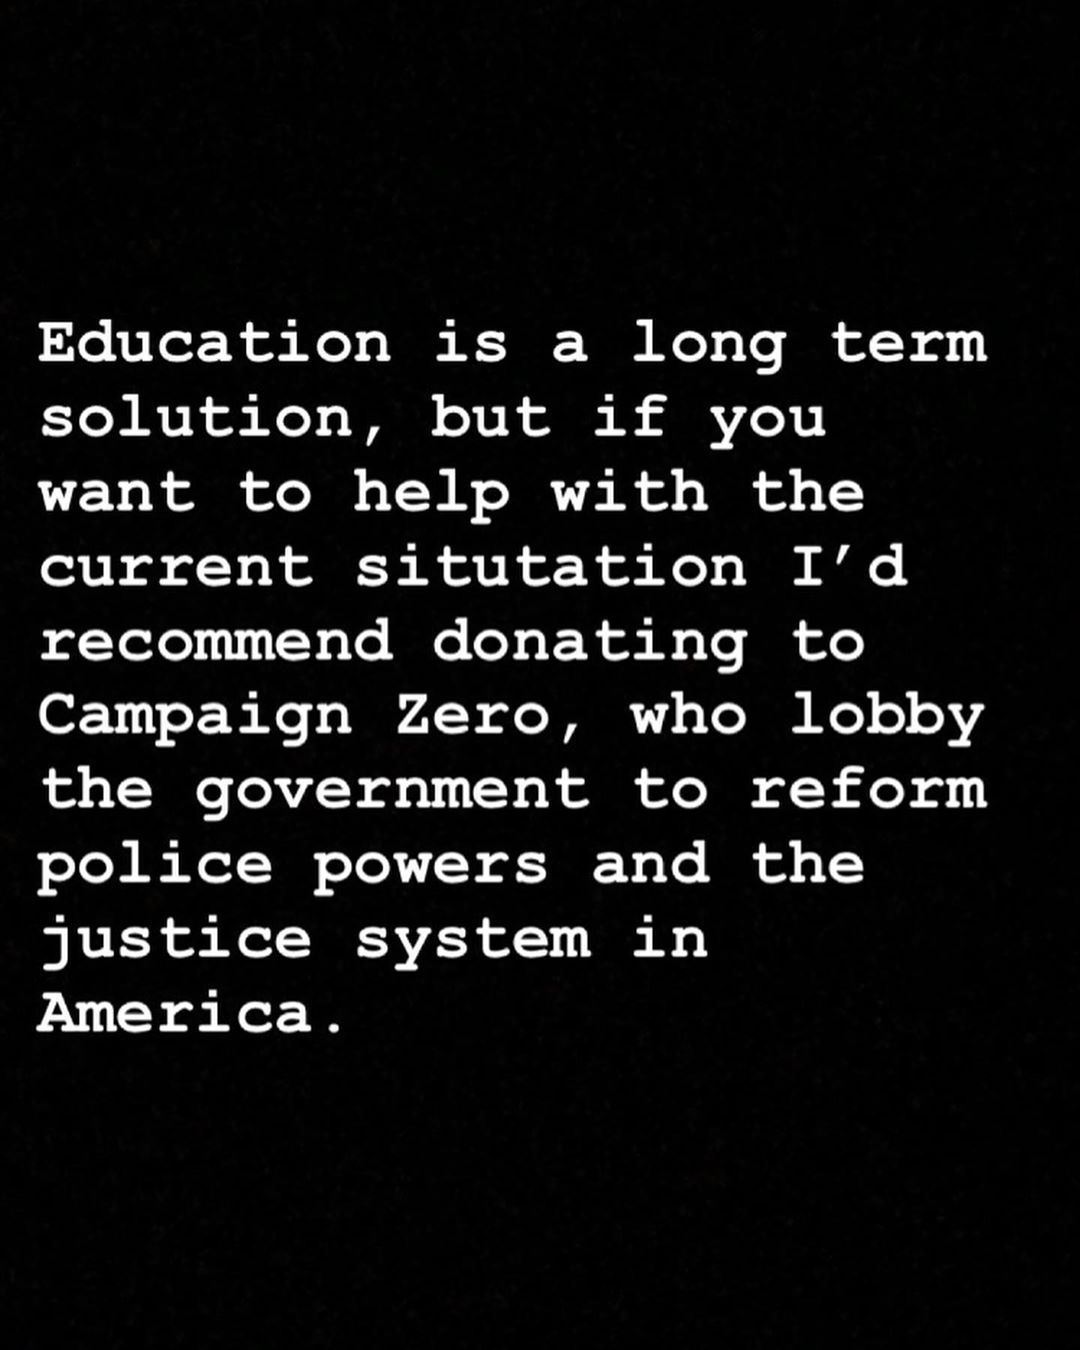 Education is a long term
solution, but if you
want to help with the
current situtation I’d
recommend donating to
Campaign Zero, who lobby
the government to reform
police powers and the
justice system in
America.